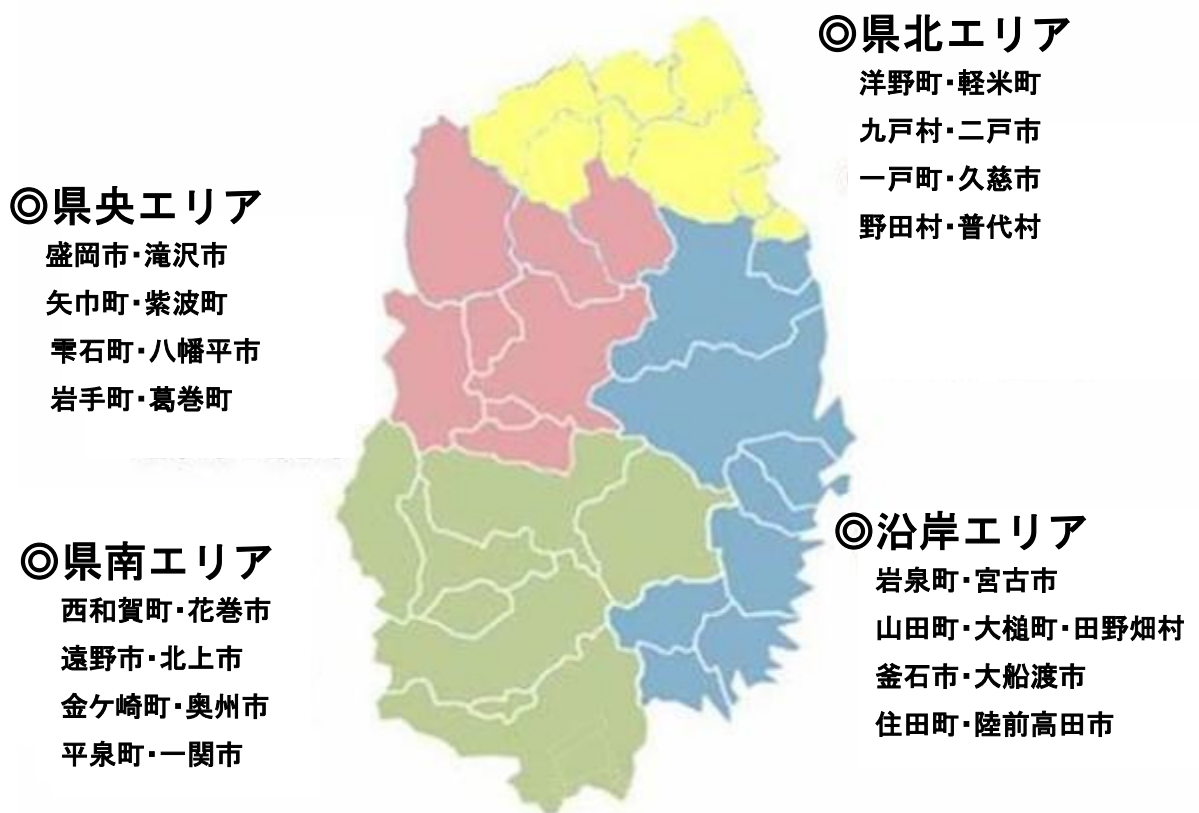 ◎県北エリア
洋野町・軽米町
九戸村・二戸市
一戸町・久慈市
野田村・普代村
◎県央エリア
盛岡市・滝沢市
矢巾町・紫波町
雫石町・八幡平市
岩手町・葛巻町
◎県南エリア
西和賀町・花巻市
遠野市・北上市
金ケ崎町・奥州市
平泉町・一関市
◎沿岸エリア
岩泉町・宮古市
山田町・大槌町・田野畑村
釜石市・大船渡市
住田町・陸前高田市